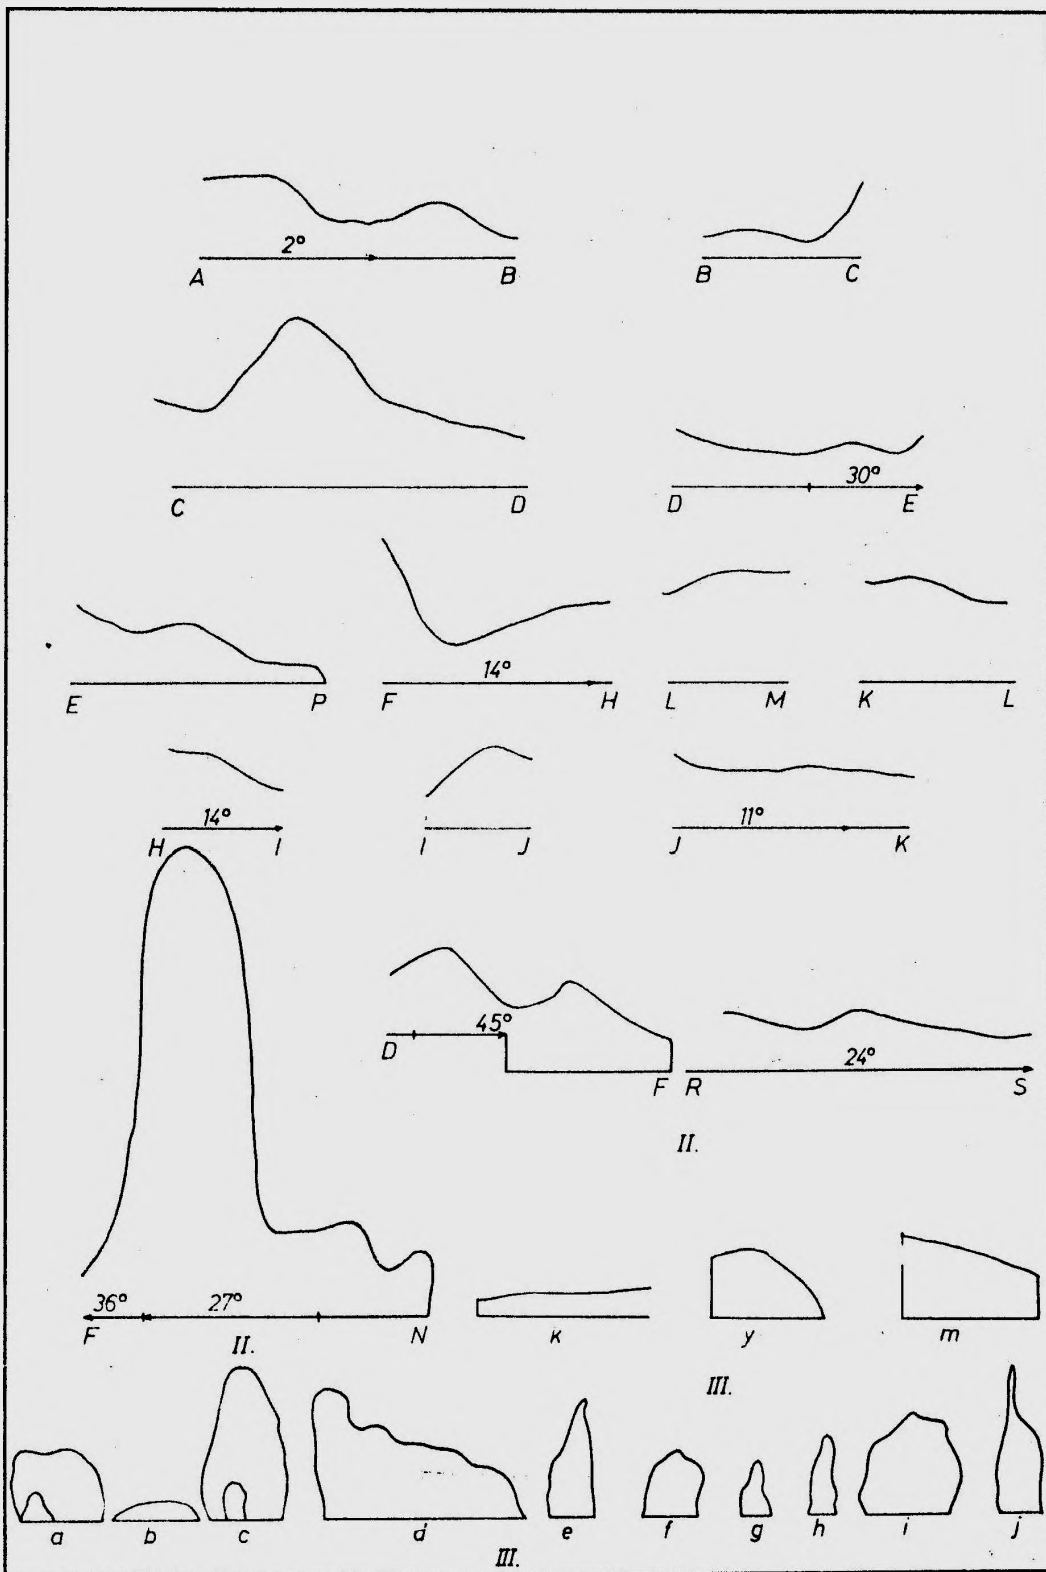 2°
A B B C
30°
C D D E
14°
E P F H L M K L
14° 11°
H I I J J K
45°
D F
24°
R S
II.
36° 27°
F N
II.
k y m
III.
a b c d e f g h i j
III.